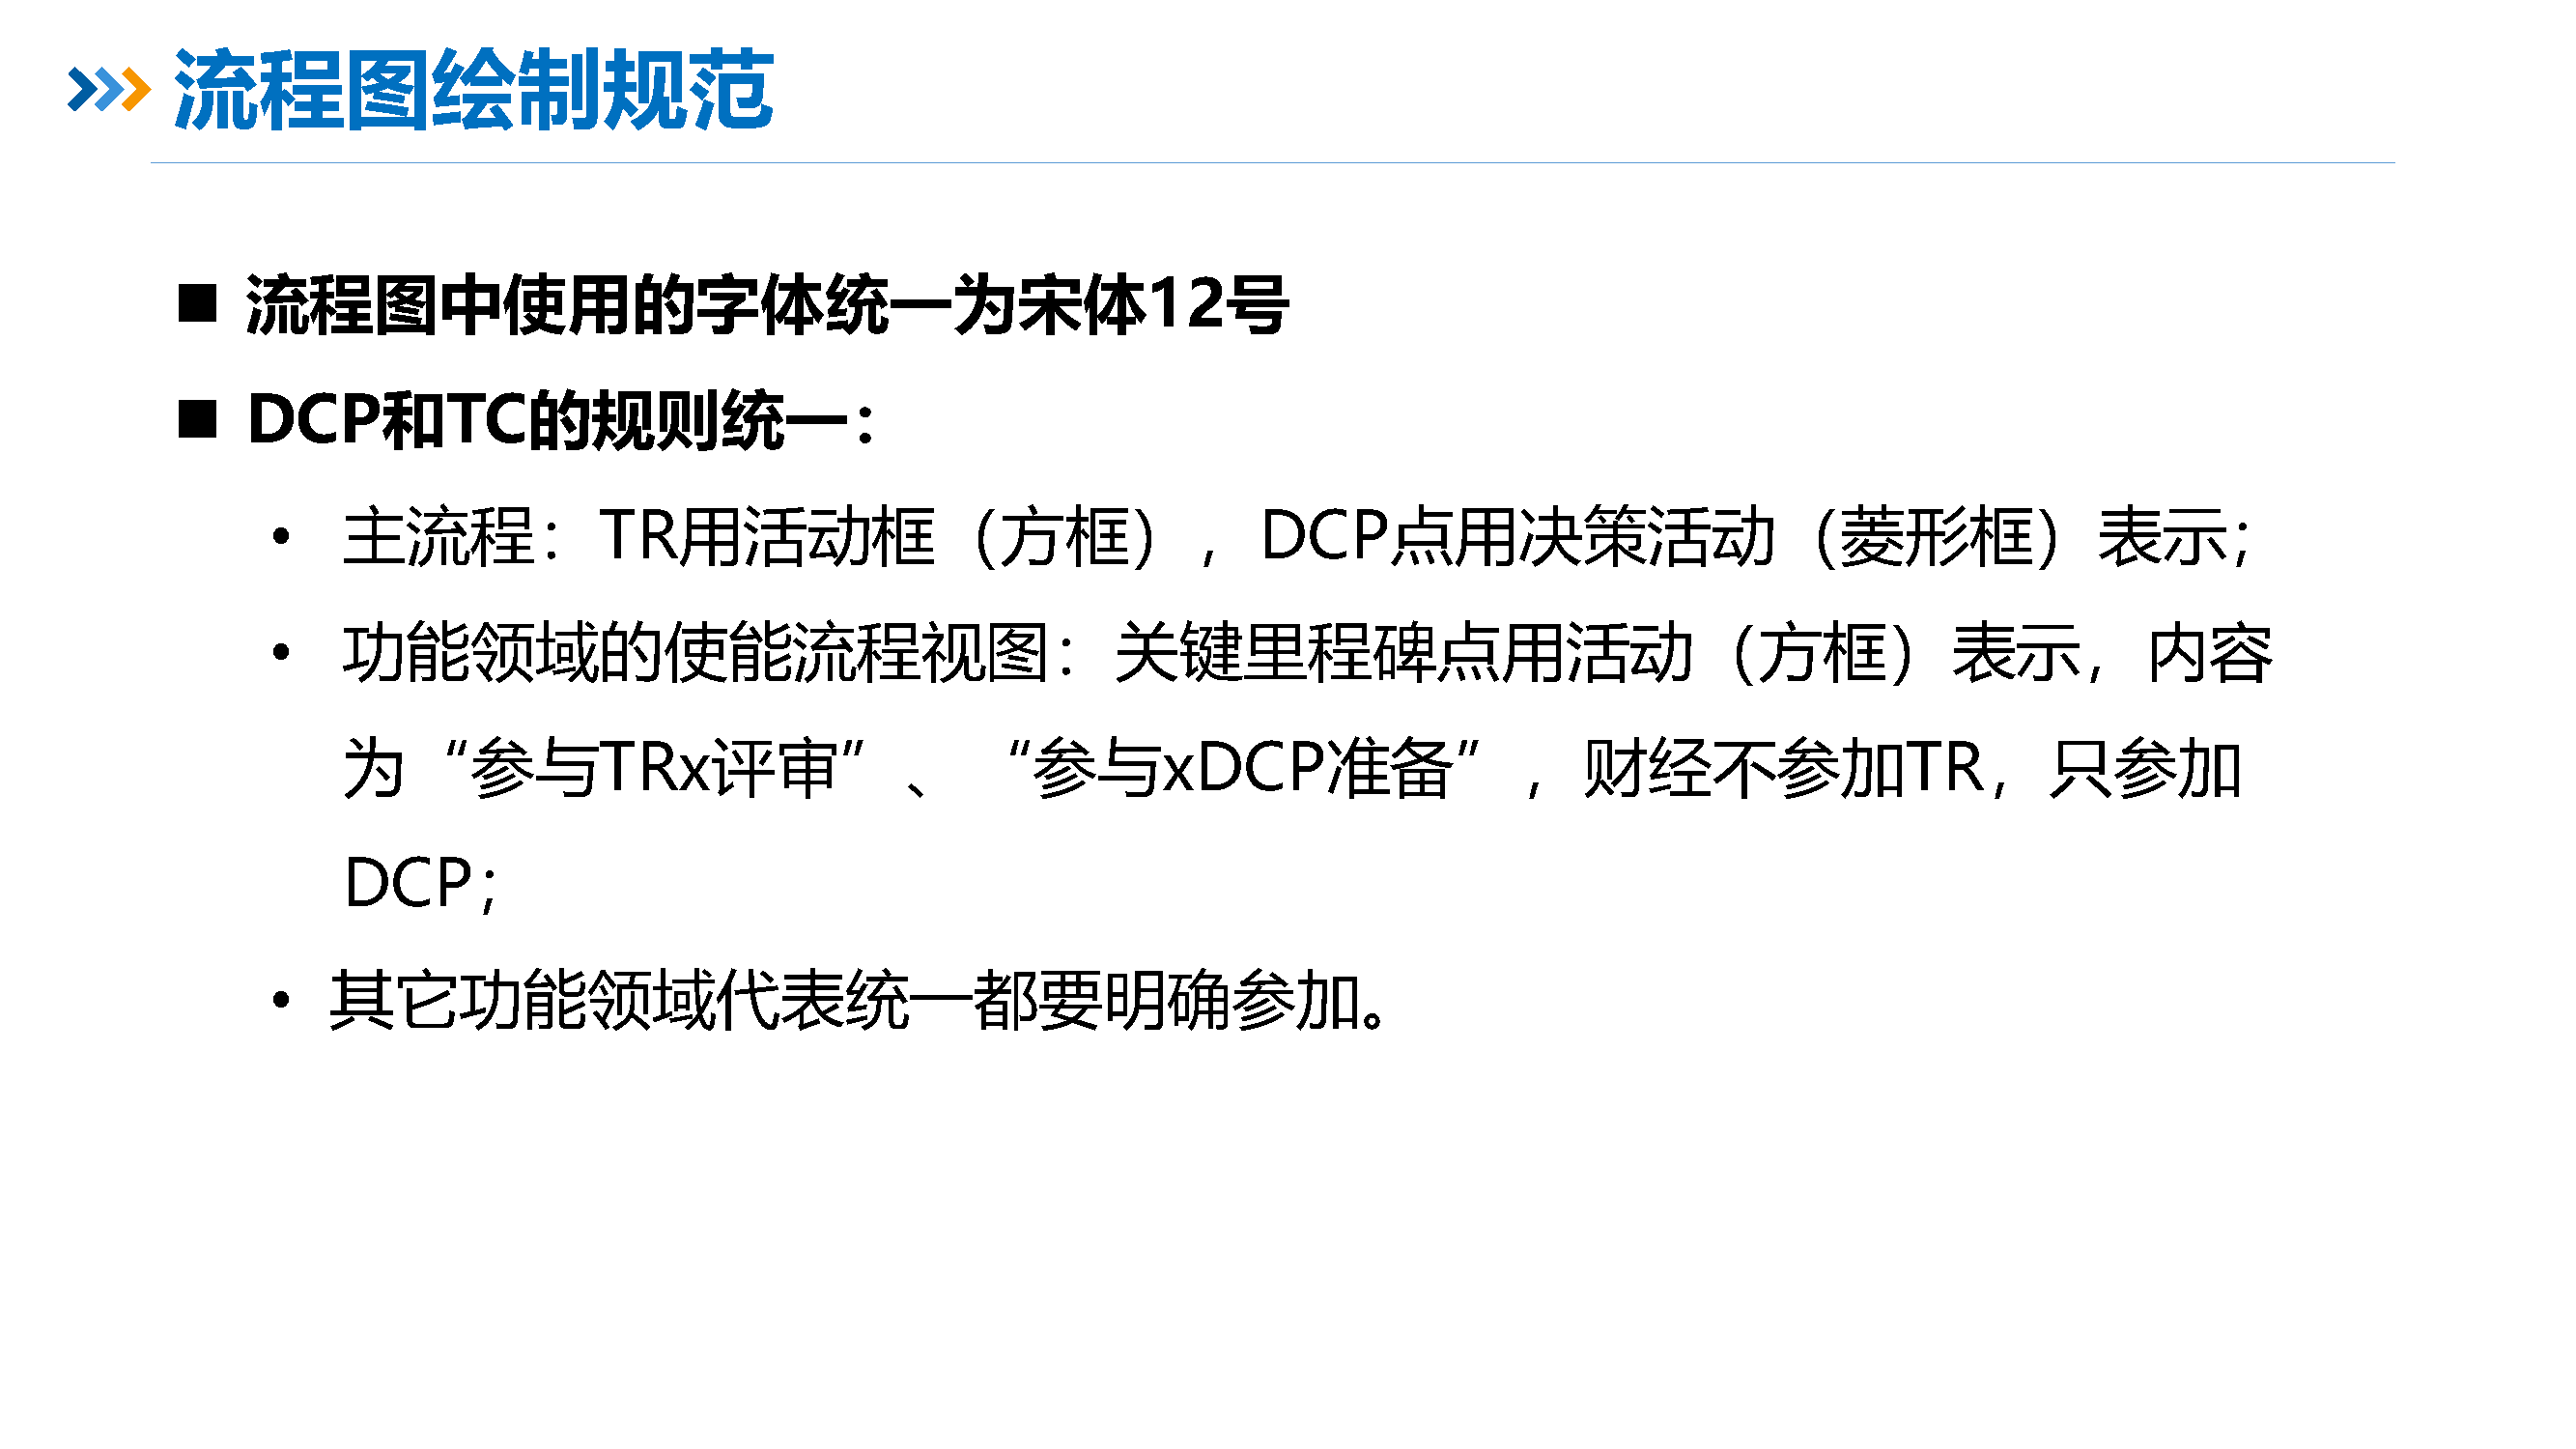 流程图绘制规范
■ 流程图中使用的字体统一为宋体12号
■ DCP和TC的规则统一：
• 主流程：TR用活动框（方框），DCP点用决策活动（菱形框）表示；
• 功能领域的使能流程视图：关键里程碑点用活动（方框）表示，内容
为“参与TRx评审”、“参与xDCP准备”，财经不参加TR，只参加
DCP；
• 其它功能领域代表统一都要明确参加。